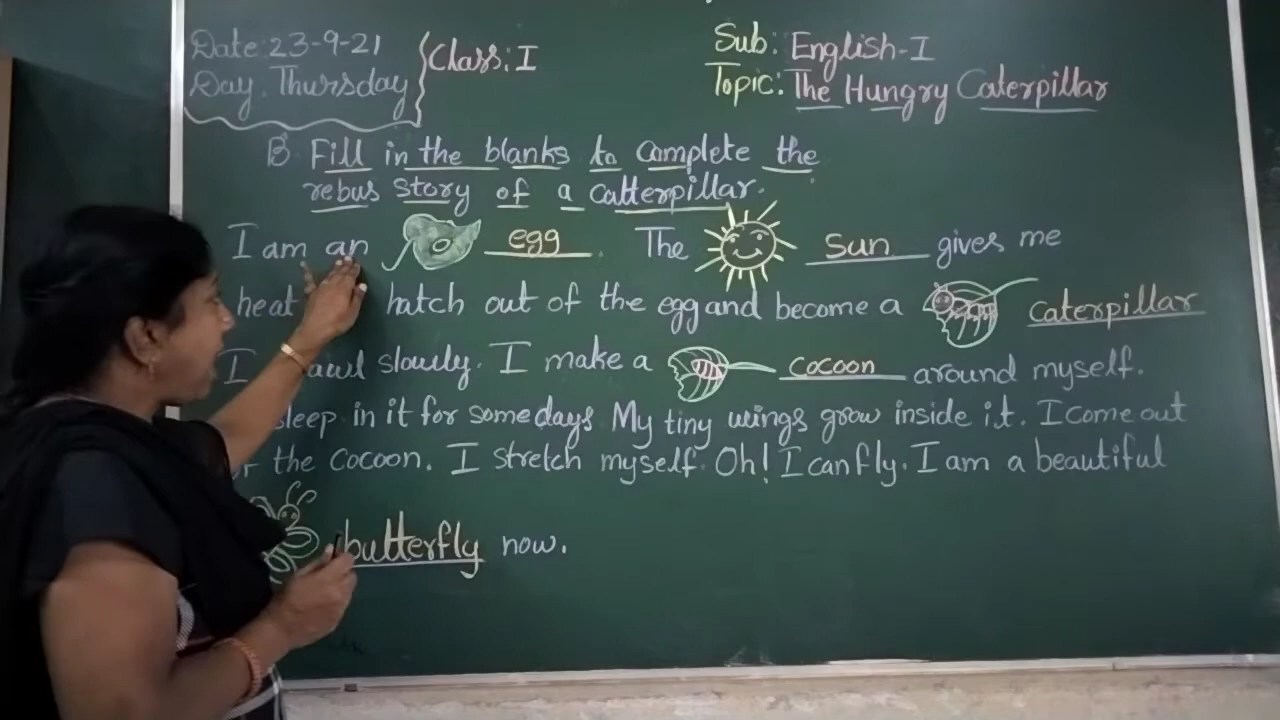 Date: 23-9-21
Day: Thursday
Class: I
Sub: English-I
Topic: The Hungry Caterpillar
B. Fill in the blanks to complete the
rebus story of a catterpillar.
I am an egg. The Sun gives me
heat hatch out of the egg and become a caterpillar
I slowly. I make a cocoon around myself.
sleep in it for some days My tiny wings grow inside it. I come out
the cocoon. I stretch myself. Oh! I can fly. I am a beautiful
butterfly now.